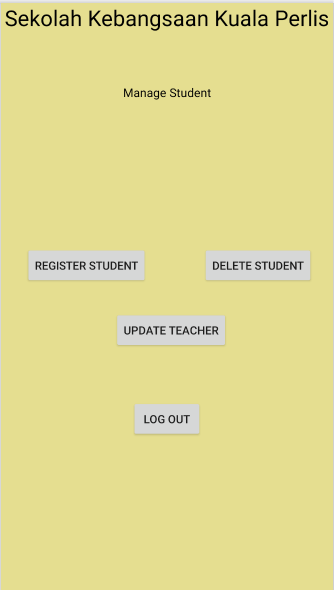 Sekolah Kebangsaan Kuala Perlis
Manage Student
REGISTER STUDENT
DELETE STUDENT
UPDATE TEACHER
LOG OUT